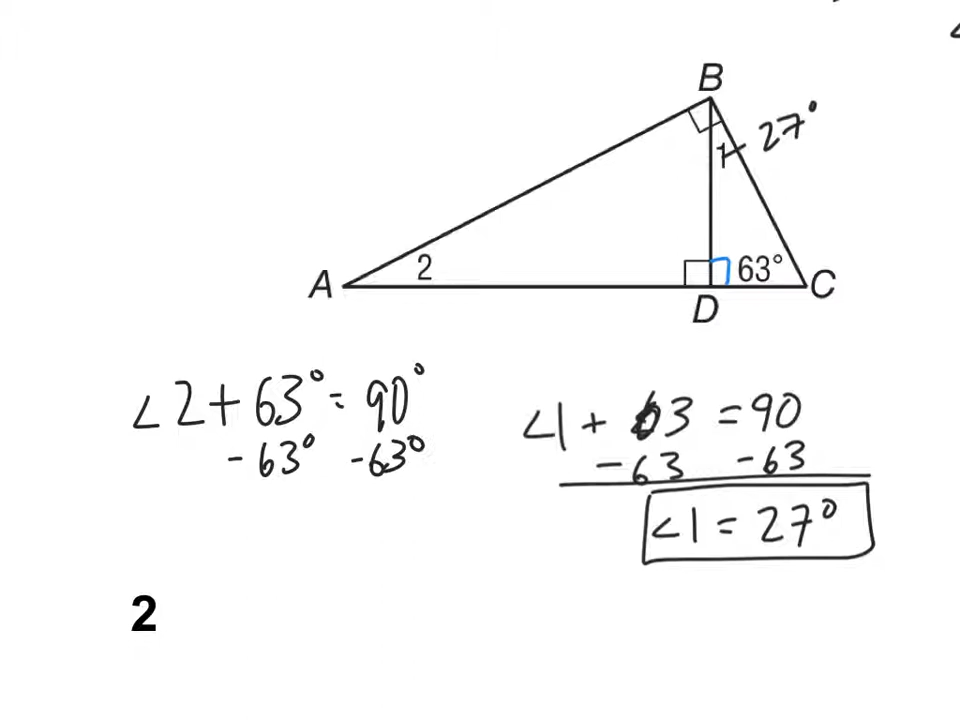 B
27°
1
2
63°
A
D
C
∠2 + 63° = 90°
-63° -63°
∠1 + 63 = 90
-63 -63
∠1 = 27°
2